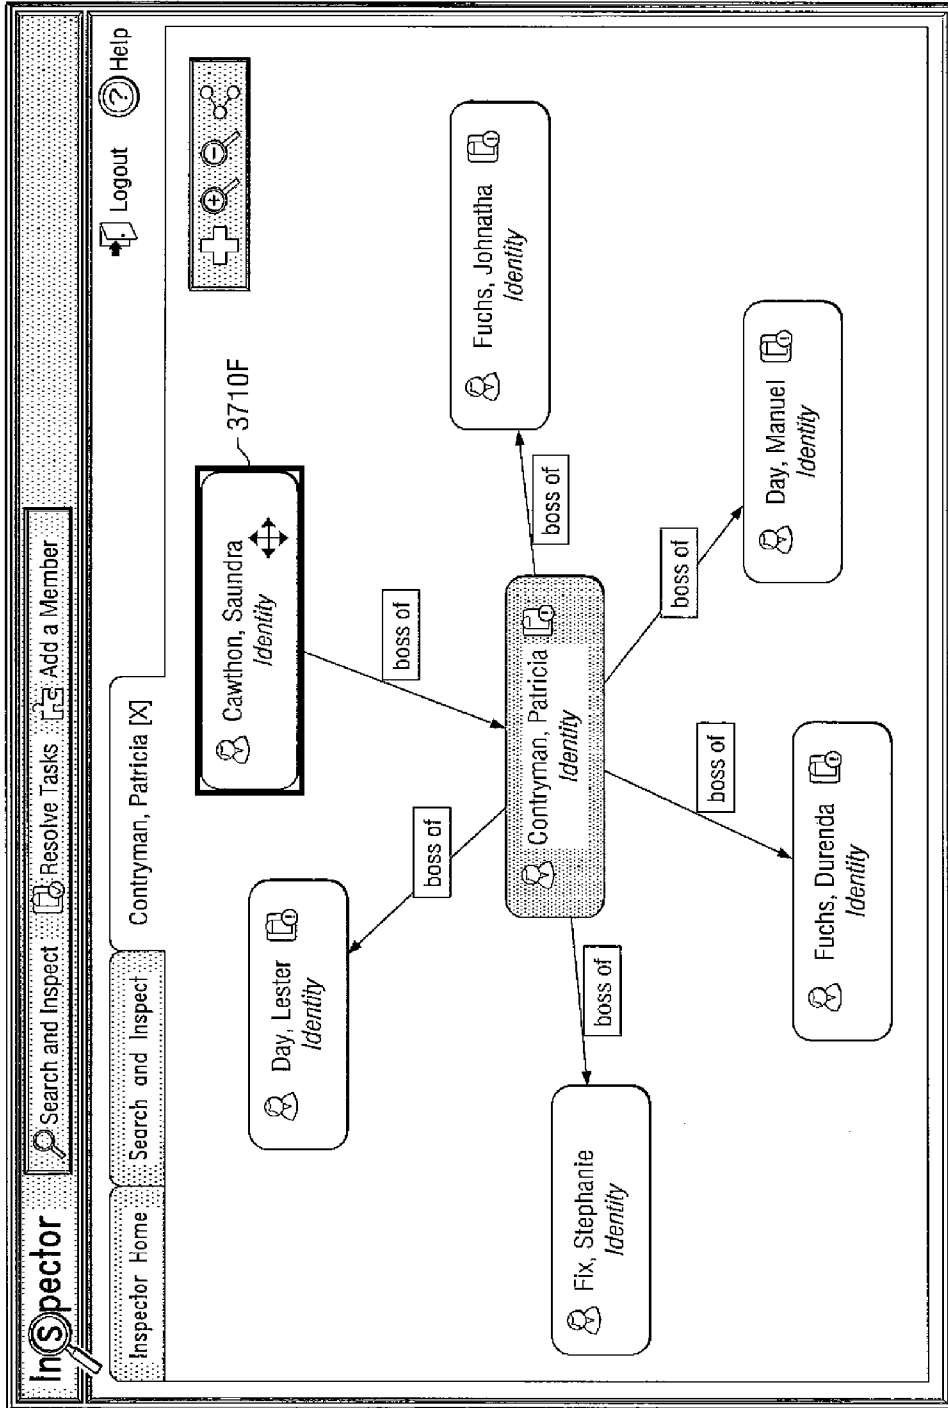 Inspector
Search and Inspect Resolve Tasks Add a Member
Logout ? Help
Inspector Home Search and Inspect Contryman, Patricia [X]
3710F
Cawthon, Saundra
Identity
Day, Lester
Identity
boss of
boss of
Fuchs, Johnatha
Identity
boss of
Contryman, Patricia
Identity
boss of
Fix, Stephanie
Identity
boss of
boss of
Day, Manuel
Identity
Fuchs, Durenda
Identity